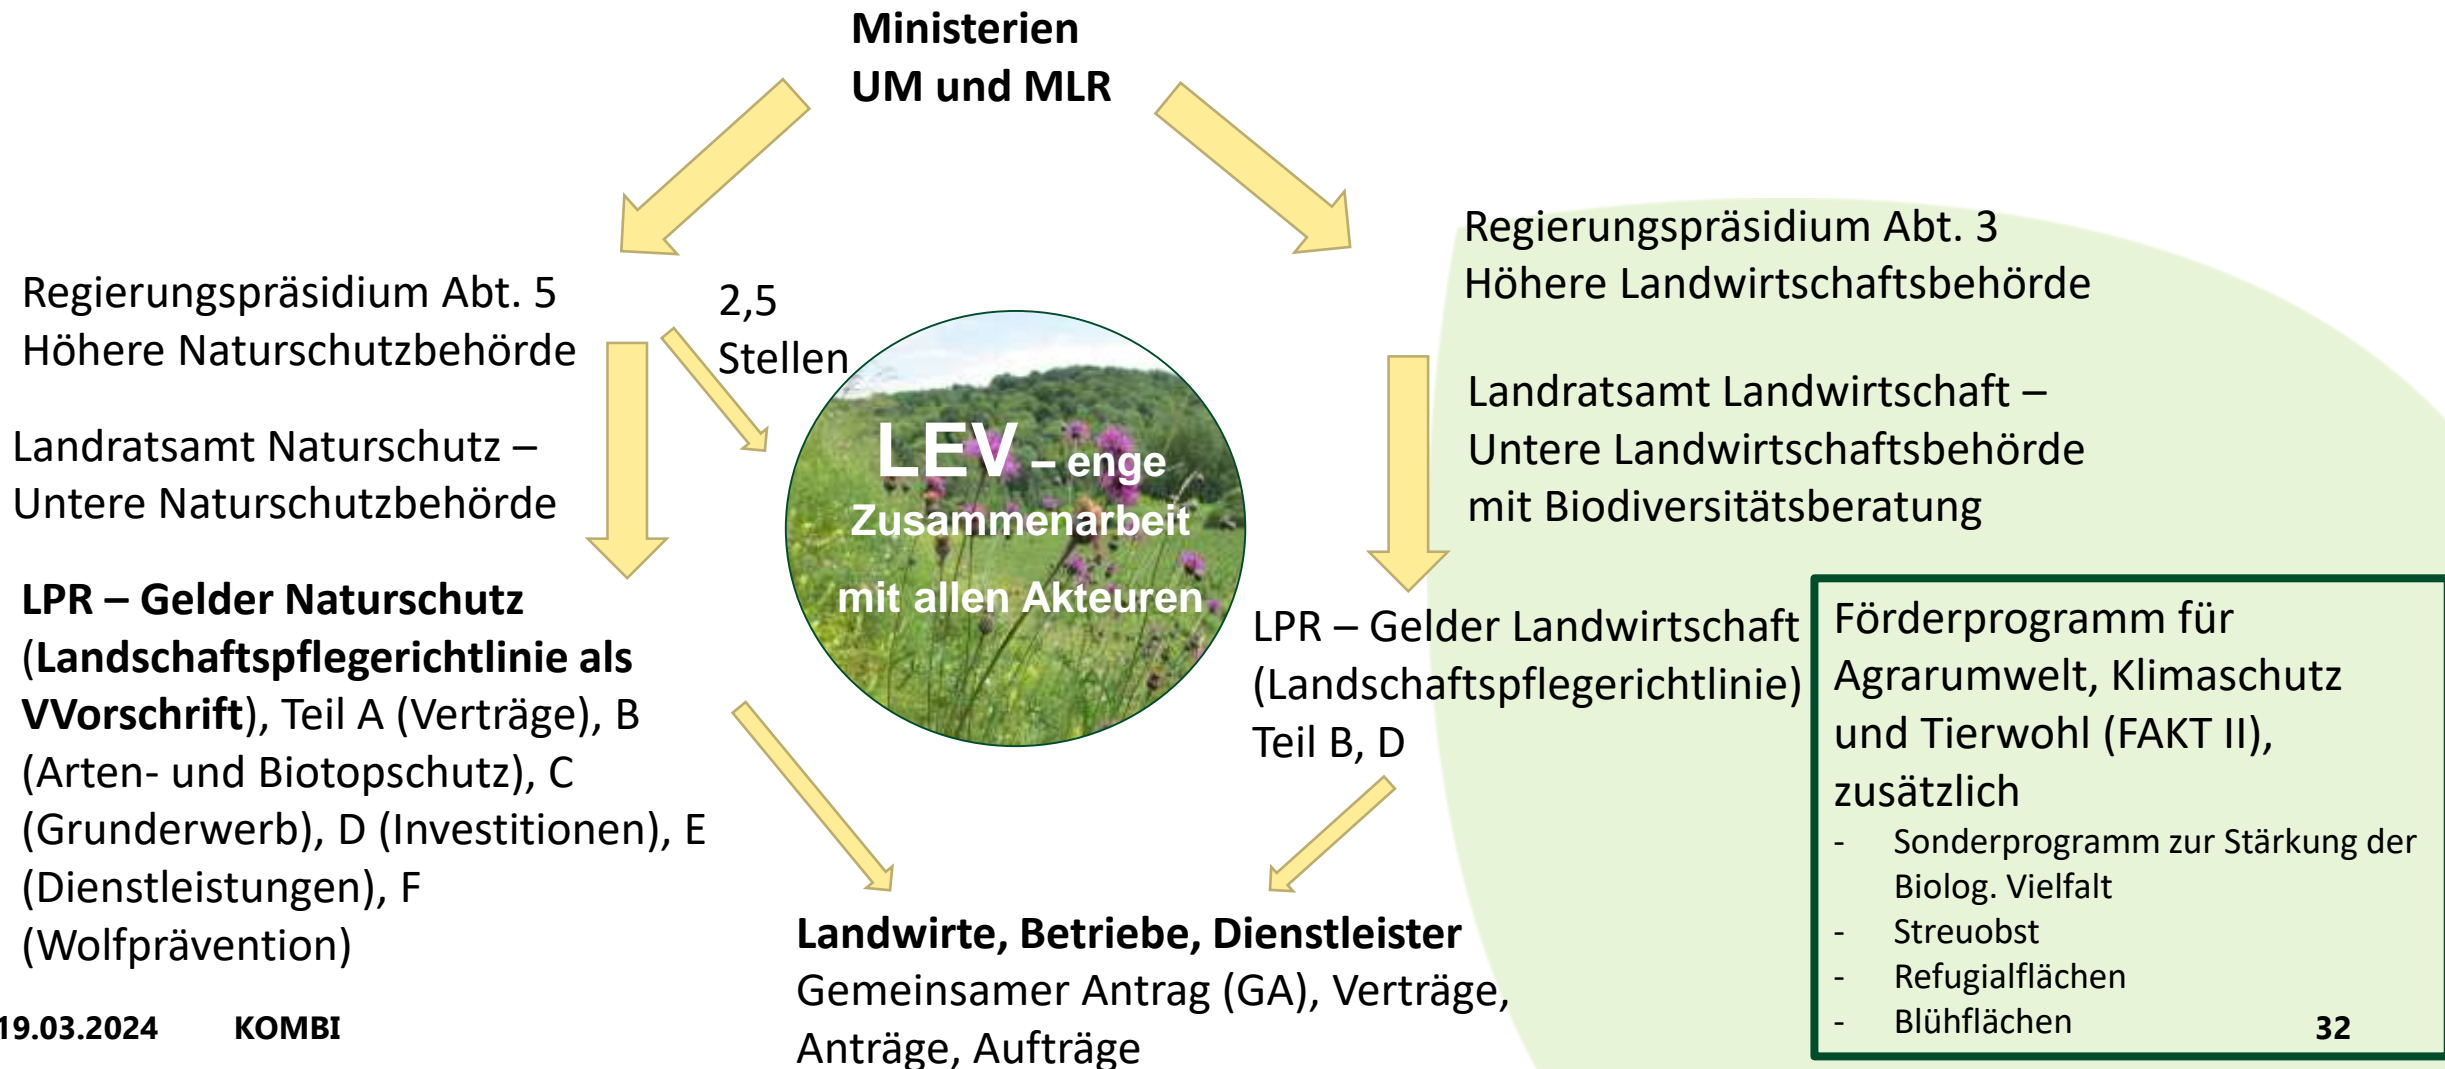 Ministerien
UM und MLR
Regierungspräsidium Abt. 5
Höhere Naturschutzbehörde
2,5
Stellen
Regierungspräsidium Abt. 3
Höhere Landwirtschaftsbehörde
Landratsamt Naturschutz –
Untere Naturschutzbehörde
LEV – enge
Zusammenarbeit
mit allen Akteuren
Landratsamt Landwirtschaft –
Untere Landwirtschaftsbehörde
mit Biodiversitätsberatung
LPR – Gelder Naturschutz
(Landschaftspflegerichtlinie als
VVorschrift), Teil A (Verträge), B
(Arten- und Biotopschutz), C
(Grunderwerb), D (Investitionen), E
(Dienstleistungen), F
(Wolfprävention)
LPR – Gelder Landwirtschaft
(Landschaftspflegerichtlinie)
Teil B, D
Förderprogramm für
Agrarumwelt, Klimaschutz
und Tierwohl (FAKT II),
zusätzlich
- Sonderprogramm zur Stärkung der
Biolog. Vielfalt
- Streuobst
- Refugialflächen
- Blühflächen
Landwirte, Betriebe, Dienstleister
Gemeinsamer Antrag (GA), Verträge,
Anträge, Aufträge
19.03.2024 KOMBI
32